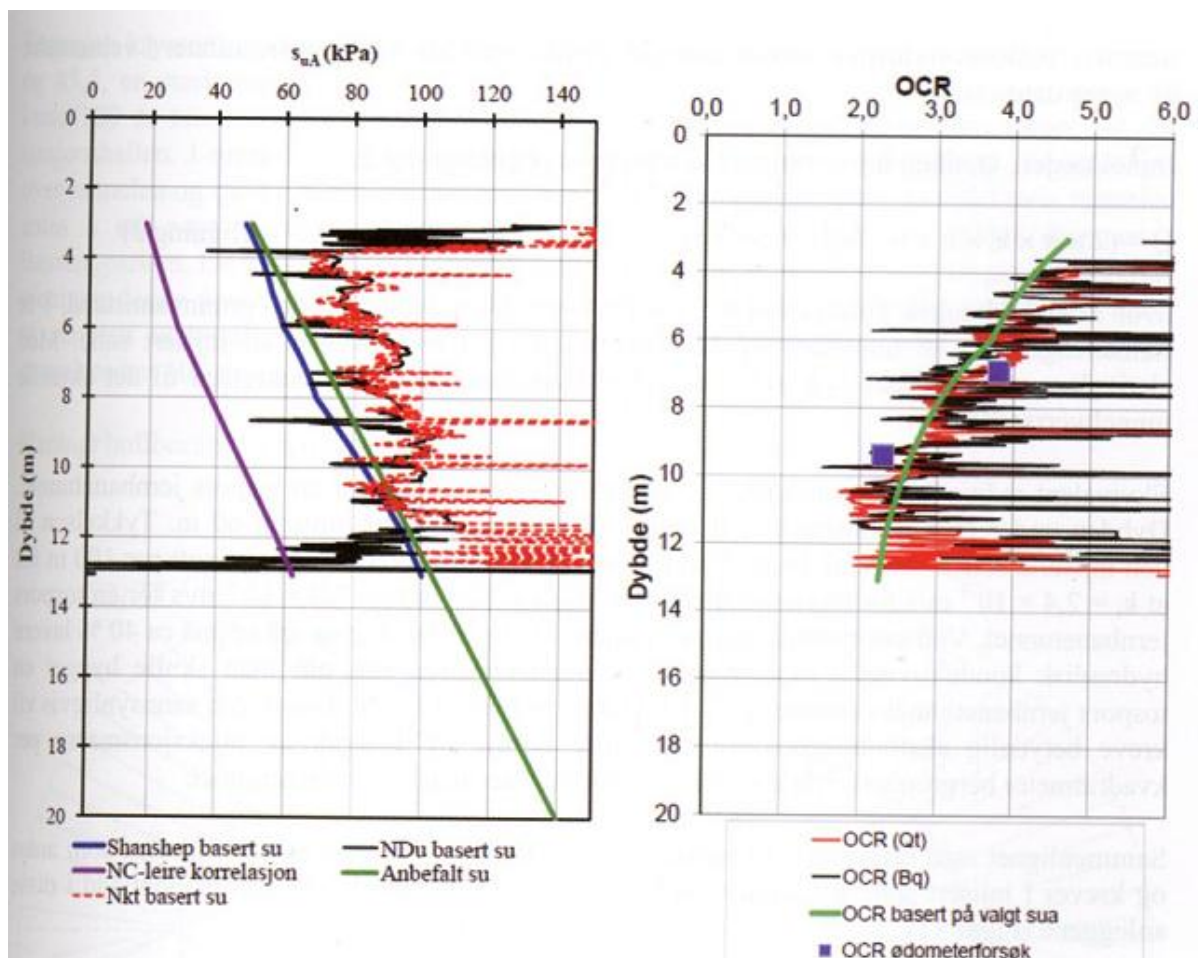 s_uA (kPa)
0 20 40 60 80 100 120 140
0
2
4
6
8
10
12
14
16
18
20
Dybde (m)
Shanshep basert su
NDu basert su
NC-leire korrelasjon
Anbefalt su
Nkt basert su
OCR
0,0 1,0 2,0 3,0 4,0 5,0 6,0
0
2
4
6
8
10
12
14
16
18
20
Dybde (m)
OCR (Qt)
OCR (Bq)
OCR basert på valgt sua
OCR ødometerforsøk